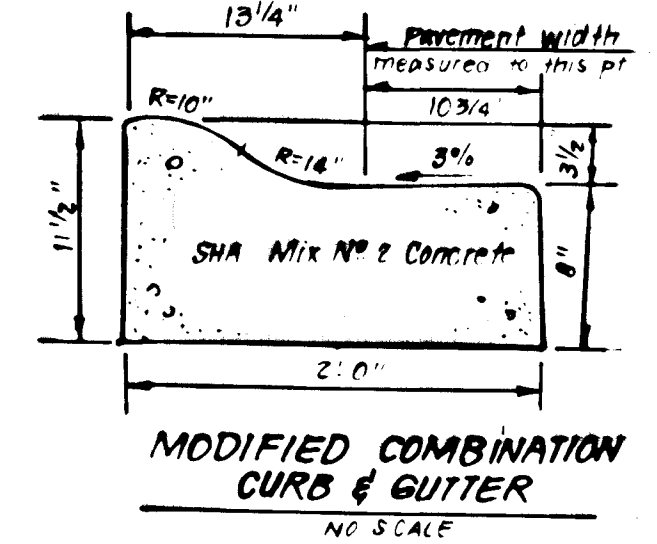 13 1/4"
pavement width
measured to this pt
10 3/4
R=10"
R=14"
3%
3 1/2
11 1/2"
SHA Mix Nº 2 Concrete
8"
2'-0"
MODIFIED COMBINATION
CURB & GUTTER
NO SCALE